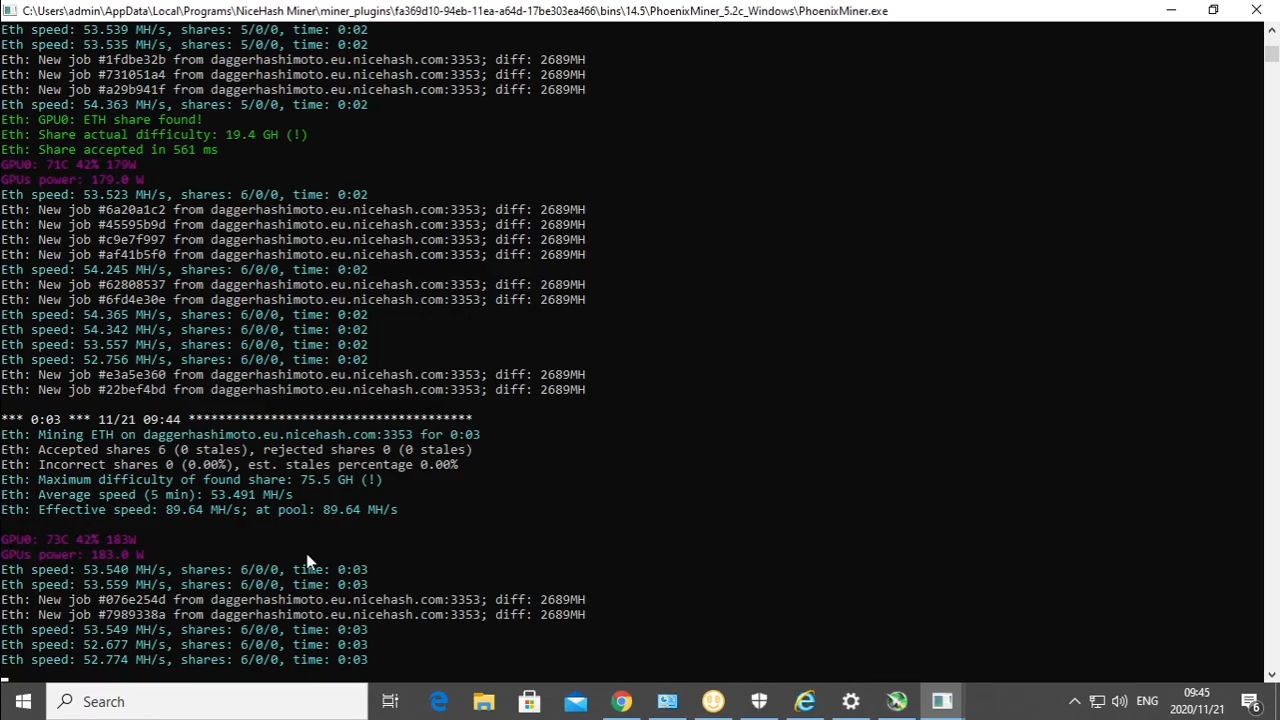 C:\Users\admin\AppData\Local\Programs\NiceHash Miner\miner_plugins\fa369d10-94eb-11ea-a64d-17be303ea466\bins\14.5\PhoenixMiner_5.2c_Windows\PhoenixMiner.exe
Eth speed: 53.539 MH/s, shares: 5/0/0, time: 0:02
Eth speed: 53.535 MH/s, shares: 5/0/0, time: 0:02
Eth: New job #1fdbe32b from daggerhashimoto.eu.nicehash.com:3353; diff: 2689MH
Eth: New job #731051a4 from daggerhashimoto.eu.nicehash.com:3353; diff: 2689MH
Eth: New job #a29b941f from daggerhashimoto.eu.nicehash.com:3353; diff: 2689MH
Eth speed: 54.363 MH/s, shares: 5/0/0, time: 0:02
Eth: GPU0: ETH share found!
Eth: Share actual difficulty: 19.4 GH (!)
Eth: Share accepted in 561 ms
GPU0: 71C 42% 179W
GPUs power: 179.0 W
Eth speed: 53.523 MH/s, shares: 6/0/0, time: 0:02
Eth: New job #6a20a1c2 from daggerhashimoto.eu.nicehash.com:3353; diff: 2689MH
Eth: New job #45595b9d from daggerhashimoto.eu.nicehash.com:3353; diff: 2689MH
Eth: New job #c9e7f997 from daggerhashimoto.eu.nicehash.com:3353; diff: 2689MH
Eth: New job #af41b5f0 from daggerhashimoto.eu.nicehash.com:3353; diff: 2689MH
Eth speed: 54.245 MH/s, shares: 6/0/0, time: 0:02
Eth: New job #62808537 from daggerhashimoto.eu.nicehash.com:3353; diff: 2689MH
Eth: New job #6fd4e30e from daggerhashimoto.eu.nicehash.com:3353; diff: 2689MH
Eth speed: 54.365 MH/s, shares: 6/0/0, time: 0:02
Eth speed: 54.342 MH/s, shares: 6/0/0, time: 0:02
Eth speed: 53.557 MH/s, shares: 6/0/0, time: 0:02
Eth speed: 52.756 MH/s, shares: 6/0/0, time: 0:02
Eth: New job #e3a5e360 from daggerhashimoto.eu.nicehash.com:3353; diff: 2689MH
Eth: New job #22bef4bd from daggerhashimoto.eu.nicehash.com:3353; diff: 2689MH
*** 0:03 *** 11/21 09:44 **************************************
Eth: Mining ETH on daggerhashimoto.eu.nicehash.com:3353 for 0:03
Eth: Accepted shares 6 (0 stales), rejected shares 0 (0 stales)
Eth: Incorrect shares 0 (0.00%), est. stales percentage 0.00%
Eth: Maximum difficulty of found share: 75.5 GH (!)
Eth: Average speed (5 min): 53.491 MH/s
Eth: Effective speed: 89.64 MH/s; at pool: 89.64 MH/s
GPU0: 73C 42% 183W
GPUs power: 183.0 W
Eth speed: 53.540 MH/s, shares: 6/0/0, time: 0:03
Eth speed: 53.559 MH/s, shares: 6/0/0, time: 0:03
Eth: New job #076e254d from daggerhashimoto.eu.nicehash.com:3353; diff: 2689MH
Eth: New job #7989338a from daggerhashimoto.eu.nicehash.com:3353; diff: 2689MH
Eth speed: 53.549 MH/s, shares: 6/0/0, time: 0:03
Eth speed: 52.677 MH/s, shares: 6/0/0, time: 0:03
Eth speed: 52.774 MH/s, shares: 6/0/0, time: 0:03
Search
ENG
09:45
2020/11/21
6